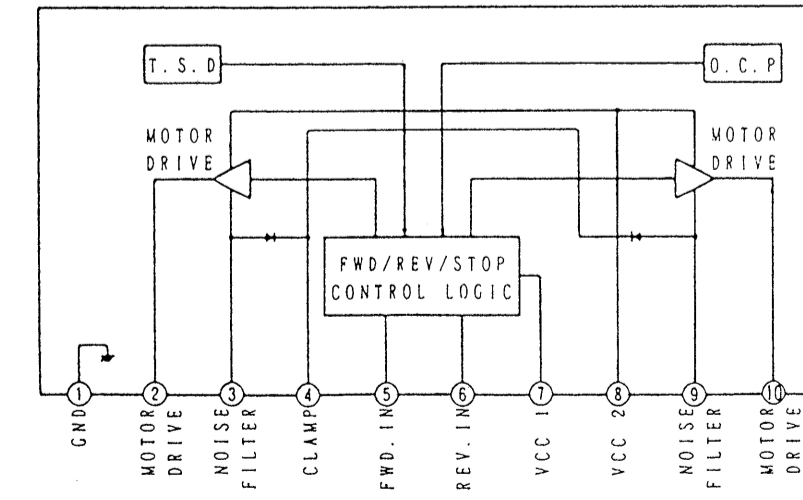 T.S.D
O.C.P
MOTOR
DRIVE
MOTOR
DRIVE
FWD/REV/STOP
CONTROL LOGIC
1
2
3
4
5
6
7
8
9
10
GND
MOTOR
DRIVE
NOISE
FILTER
CLAMP
FWD.IN
REV.IN
VCC 1
VCC 2
NOISE
FILTER
MOTOR
DRIVE